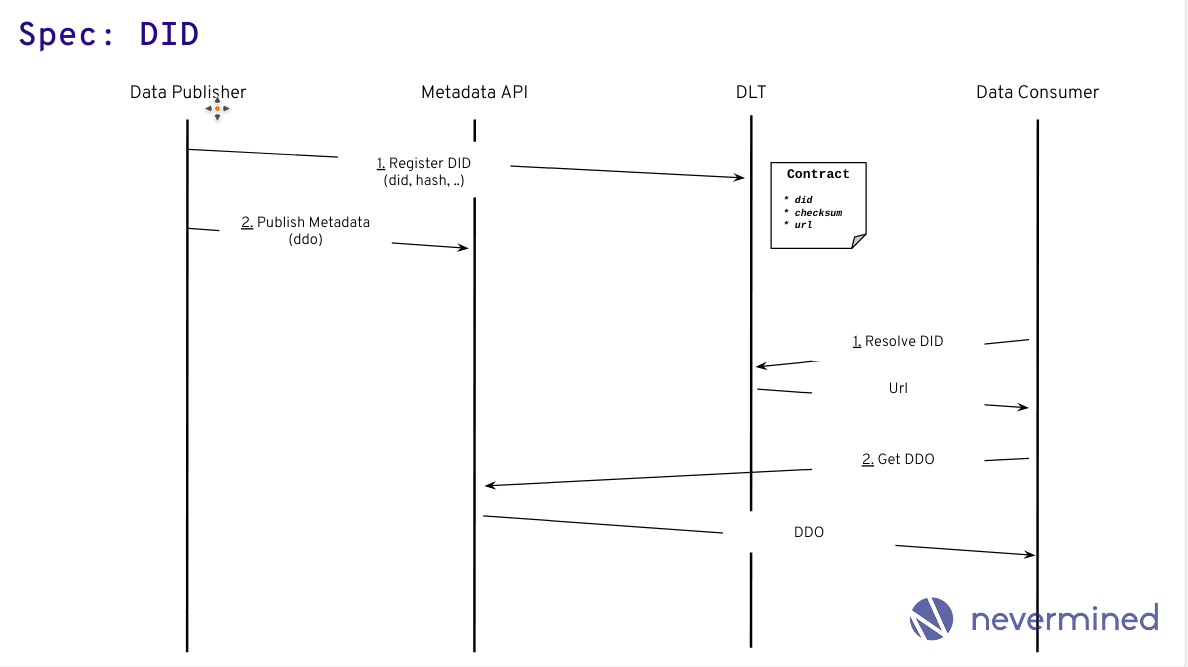 Spec: DID
Data Publisher
Metadata API
DLT
Data Consumer
1. Register DID
(did, hash, ..)
Contract
* did
* checksum
* url
2. Publish Metadata
(ddo)
1. Resolve DID
Url
2. Get DDO
DDO
nevermined